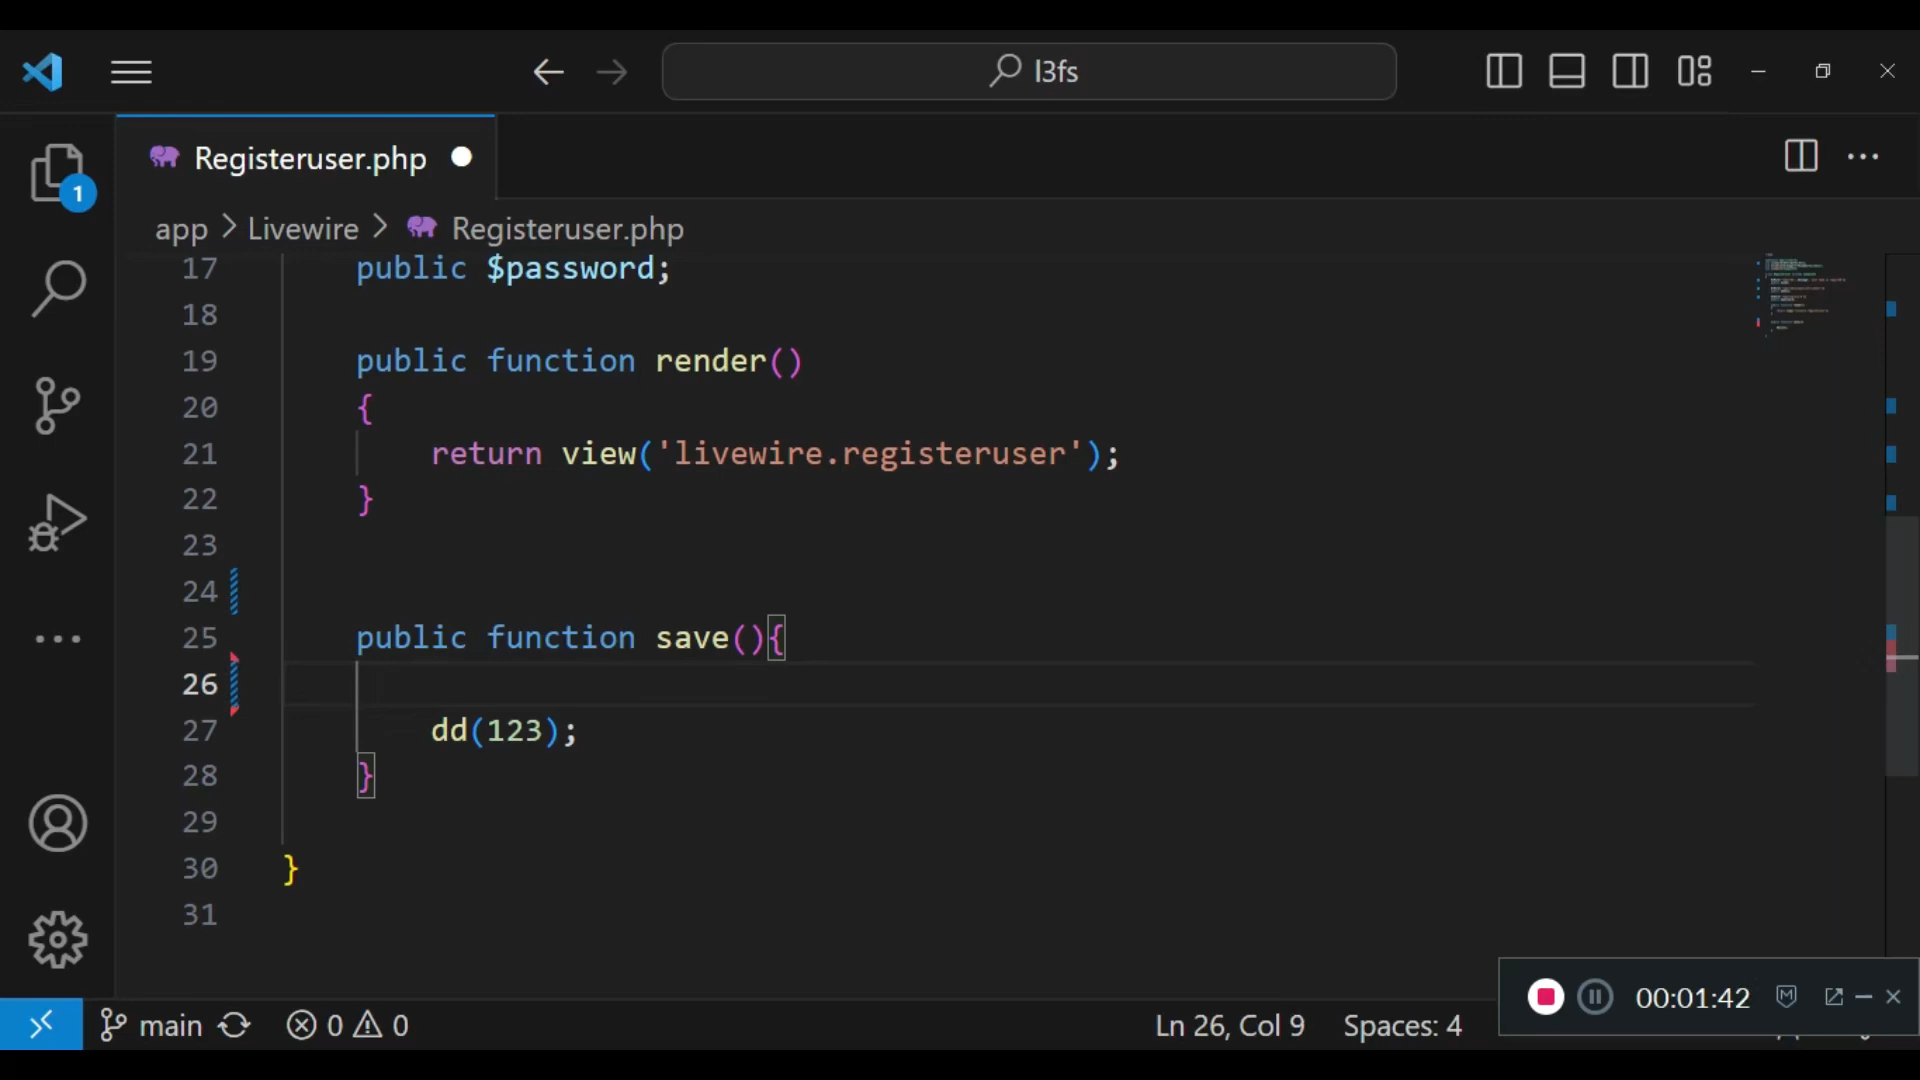 l3fs
1
Registeruser.php
app > Livewire > Registeruser.php
17 public $password;
18
19 public function render()
20 {
21 return view('livewire.registeruser');
22 }
23
24
25 public function save(){
26
27 dd(123);
28 }
29
30 }
31
main 0 0 Ln 26, Col 9 Spaces: 4
00:01:42